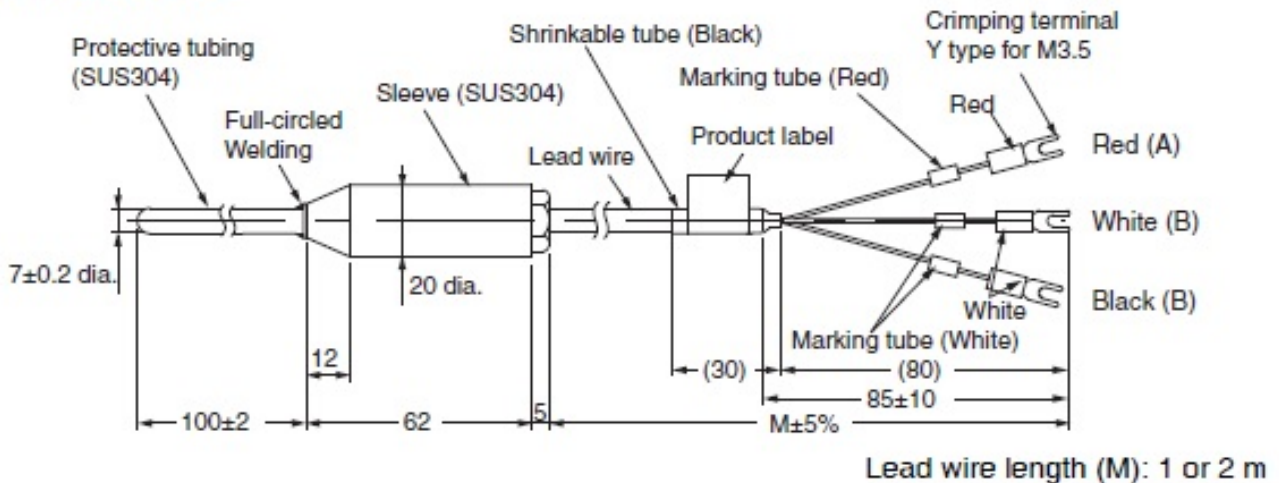 Protective tubing
(SUS304)
Full-circled
Welding
Sleeve (SUS304)
Shrinkable tube (Black)
Lead wire
Marking tube (Red)
Product label
Red
Crimping terminal
Y type for M3.5
Red (A)
White (B)
Black (B)
White
Marking tube (White)
7±0.2 dia.
20 dia.
12
(30)
(80)
85±10
100±2
62
5
M±5%
Lead wire length (M): 1 or 2 m